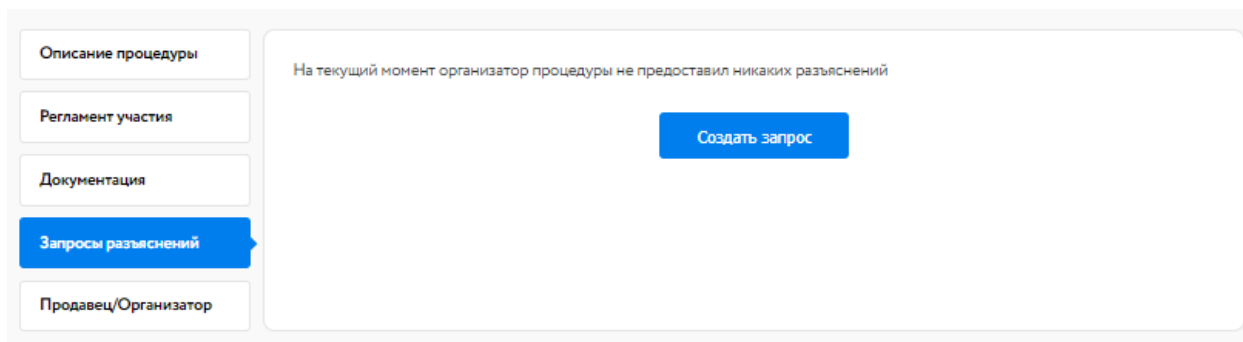 Описание процедуры
Регламент участия
Документация
Запросы разъяснений
Продавец/Организатор
На текущий момент организатор процедуры не предоставил никаких разъяснений
Создать запрос